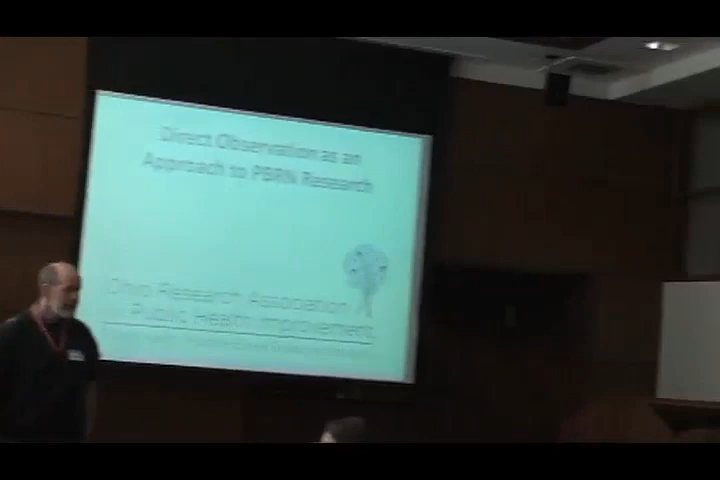 Direct Observation as an
Approach to PBRN Research
Ohio Research Association
Public Health Improvement